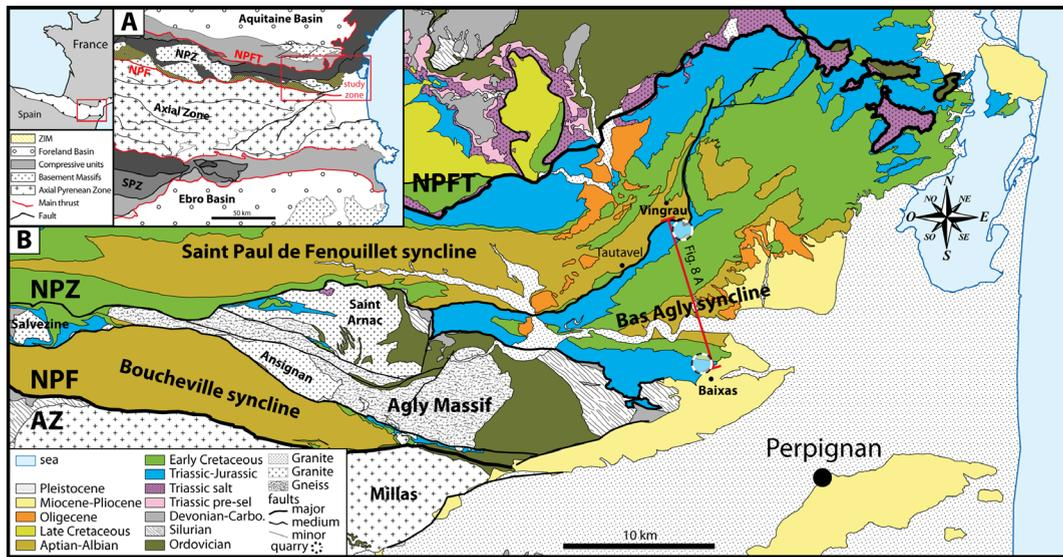 France
Spain
A
Aquitaine Basin
NPZ
NPFT
NPF
study
zone
Axial Zone
SPZ
Ebro Basin
50 km
ZIM
Foreland Basin
Compressive units
Basement Massifs
Axial Pyrenean Zone
Main thrust
Fault
B
NPFT
Vingrau
Tautavel
Fig. 8 A
Saint Paul de Fenouillet syncline
Bas Agly syncline
NPZ
Salvezine
Saint
Arnac
Ansignan
NPF
Boucheville syncline
Agly Massif
Baixas
AZ
Millas
Perpignan
N
NO
NE
O
E
SO
SE
S
sea
Pleistocene
Miocene-Pliocene
Oligecene
Late Cretaceous
Aptian-Albian
Early Cretaceous
Triassic-Jurassic
Triassic salt
Triassic pre-sel
Devonian-Carbo.
Silurian
Ordovician
Granite
Granite
Gneiss
faults
major
medium
minor
quarry
10 km